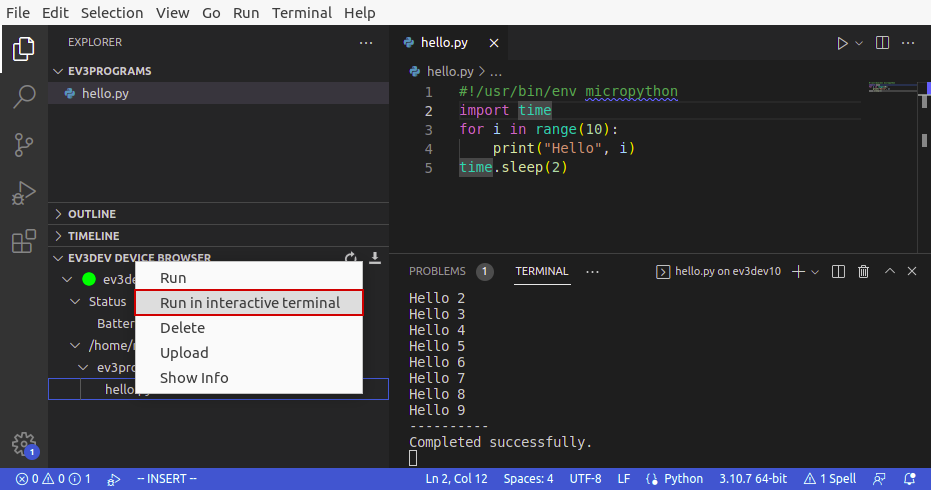 File Edit Selection View Go Run Terminal Help
EXPLORER
EV3PROGRAMS
hello.py
OUTLINE
TIMELINE
EV3DEV DEVICE BROWSER
ev3de
Status
Batter
/home/r
ev3pro
hello.py
Run
Run in interactive terminal
Delete
Upload
Show Info
hello.py
hello.py > ...
1 #!/usr/bin/env micropython
2 import time
3 for i in range(10):
4 print("Hello", i)
5 time.sleep(2)
PROBLEMS 1 TERMINAL ... hello.py on ev3dev10
Hello 2
Hello 3
Hello 4
Hello 5
Hello 6
Hello 7
Hello 8
Hello 9
----------
Completed successfully.
1
0 0 1 -- INSERT -- Ln 2, Col 12 Spaces: 4 UTF-8 LF Python 3.10.7 64-bit 1 Spell